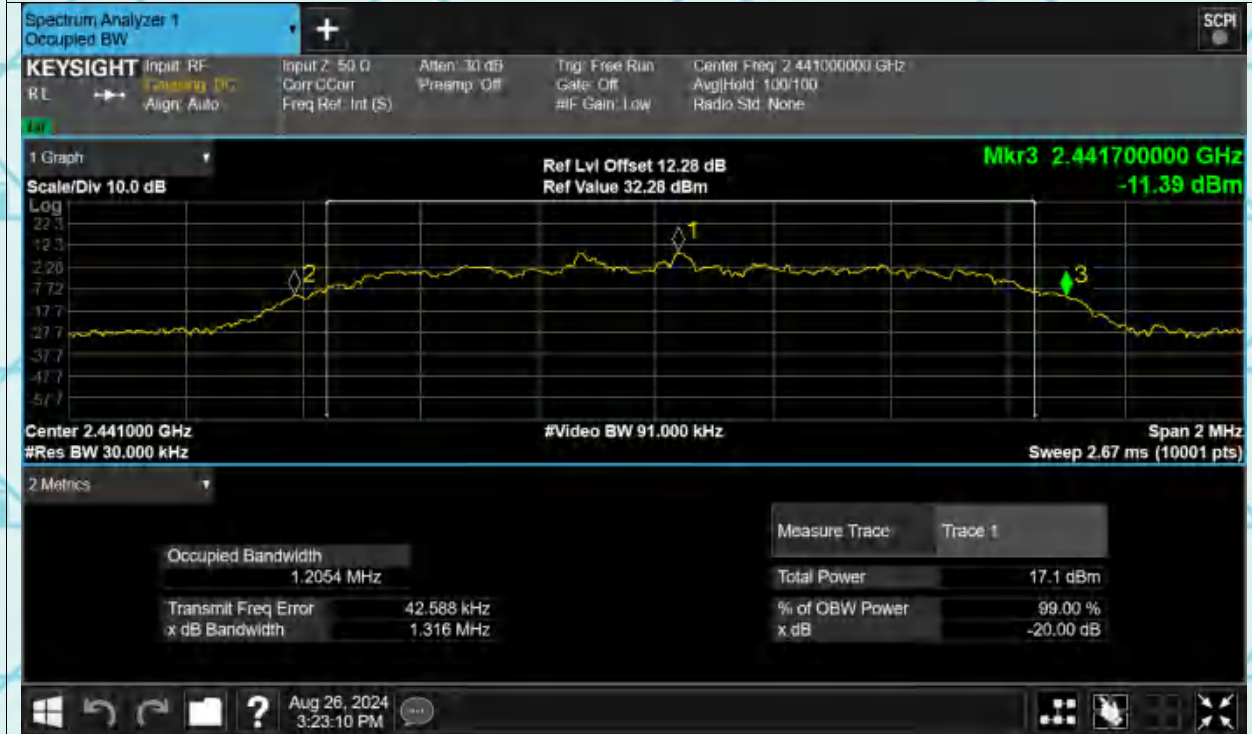 Spectrum Analyzer 1
Occupied BW
+
SCPI
KEYSIGHT
RL
Input: RF
Coupling: DC
Align: Auto
Input Z: 50 Ω
Corr CCorr
Freq Ref: Int (S)
Atten: 30 dB
Preamp: Off
Trig: Free Run
Gate: Off
#IF Gain: Low
Center Freq: 2.441000000 GHz
Avg|Hold: 100/100
Radio Std: None
1 Graph
Scale/Div 10.0 dB
Ref Lvl Offset 12.28 dB
Ref Value 32.28 dBm
Mkr3 2.441700000 GHz
-11.39 dBm
Log
22.3
12.3
2.28
-7.72
-17.7
-27.7
-37.7
-47.7
-57.7
1
2
3
Center 2.441000 GHz
#Res BW 30.000 kHz
#Video BW 91.000 kHz
Span 2 MHz
Sweep 2.67 ms (10001 pts)
2 Metrics
Measure Trace Trace 1
Occupied Bandwidth
1.2054 MHz
Total Power 17.1 dBm
Transmit Freq Error 42.588 kHz
% of OBW Power 99.00 %
x dB Bandwidth 1.316 MHz
x dB -20.00 dB
?
Aug 26, 2024
3:23:10 PM